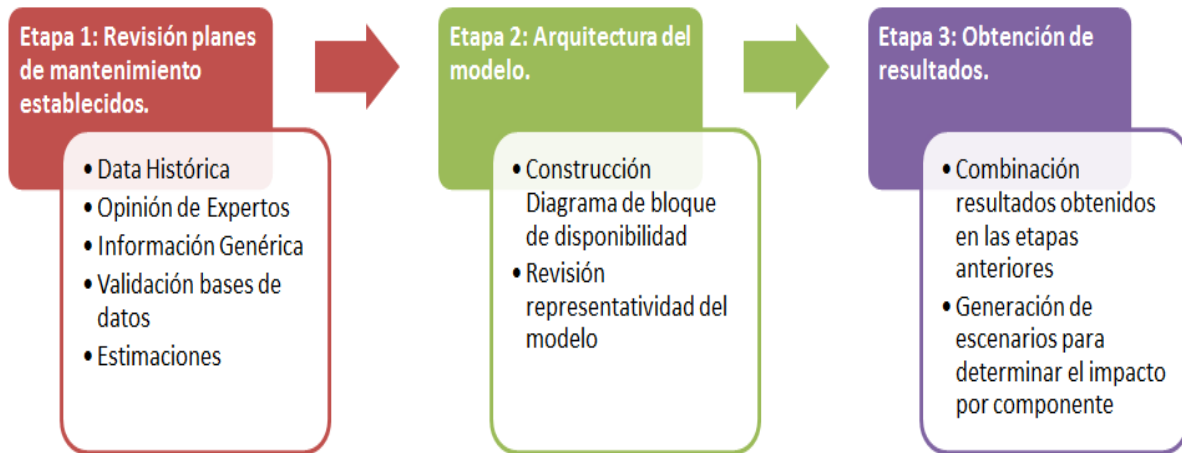 Etapa 1: Revisión planes
de mantenimiento
establecidos.
• Data Histórica
• Opinión de Expertos
• Información Genérica
• Validación bases de
datos
• Estimaciones
Etapa 2: Arquitectura del
modelo.
• Construcción
Diagrama de bloque
de disponibilidad
• Revisión
representatividad del
modelo
Etapa 3: Obtención de
resultados.
• Combinación
resultados obtenidos
en las etapas
anteriores
• Generación de
escenarios para
determinar el impacto
por componente